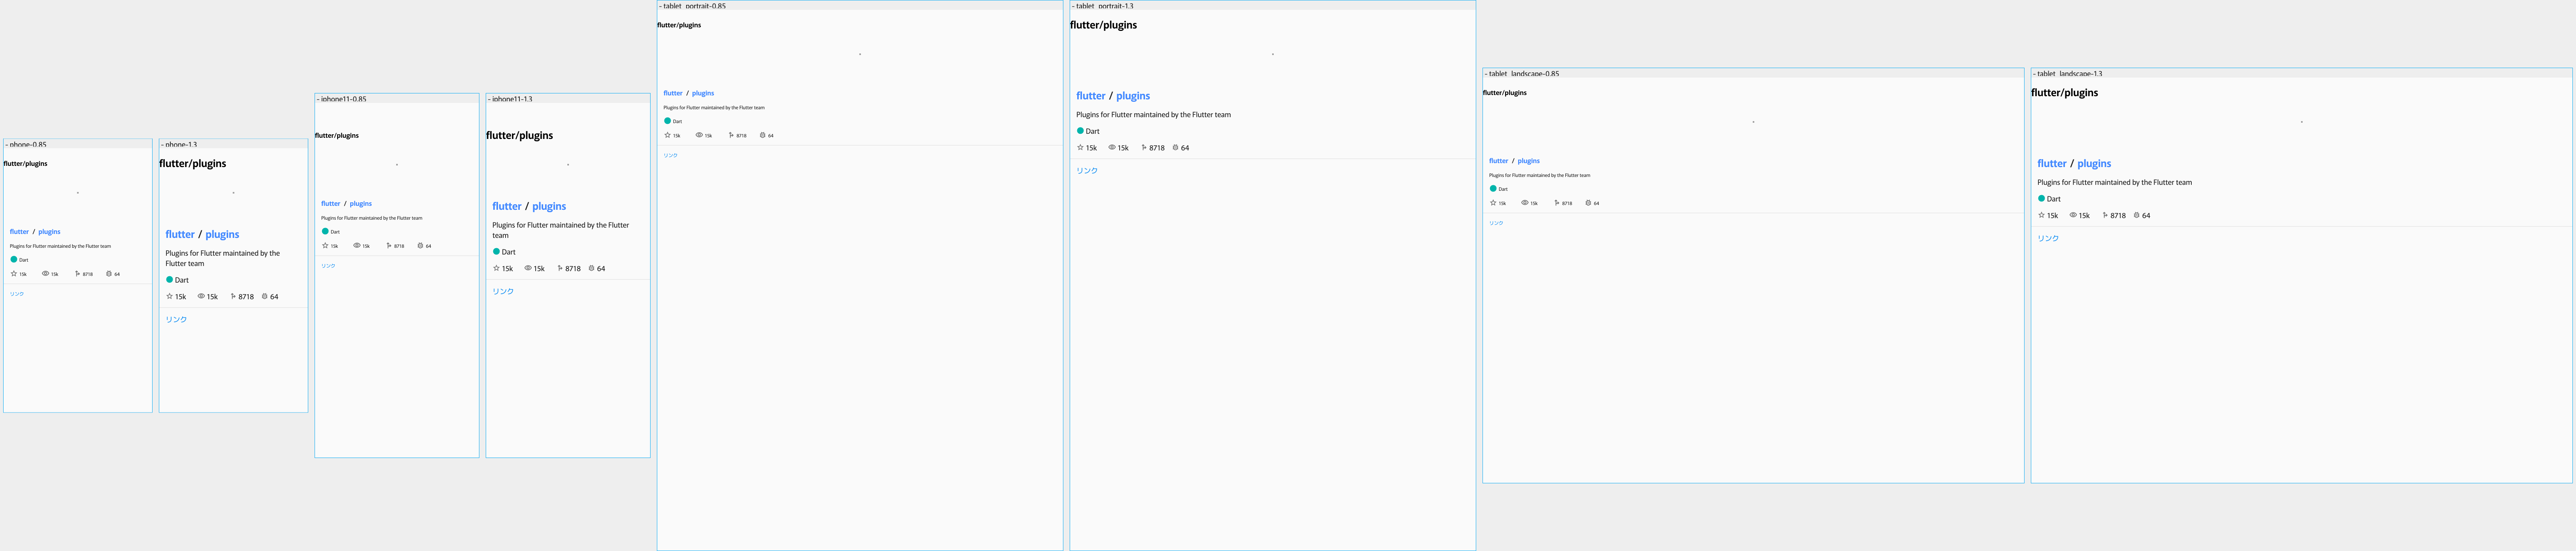 - phone-0.85
flutter/plugins
flutter / plugins
Plugins for Flutter maintained by the Flutter team
Dart
15k 15k 8718 64
リンク
- phone-1.3
flutter/plugins
flutter / plugins
Plugins for Flutter maintained by the
Flutter team
Dart
15k 15k 8718 64
リンク
- iphone11-0.85
flutter/plugins
flutter / plugins
Plugins for Flutter maintained by the Flutter team
Dart
15k 15k 8718 64
リンク
- iphone11-1.3
flutter/plugins
flutter / plugins
Plugins for Flutter maintained by the Flutter
team
Dart
15k 15k 8718 64
リンク
- tablet_portrait-0.85
flutter/plugins
flutter / plugins
Plugins for Flutter maintained by the Flutter team
Dart
15k 15k 8718 64
リンク
- tablet_portrait-1.3
flutter/plugins
flutter / plugins
Plugins for Flutter maintained by the Flutter team
Dart
15k 15k 8718 64
リンク
- tablet_landscape-0.85
flutter/plugins
flutter / plugins
Plugins for Flutter maintained by the Flutter team
Dart
15k 15k 8718 64
リンク
- tablet_landscape-1.3
flutter/plugins
flutter / plugins
Plugins for Flutter maintained by the Flutter team
Dart
15k 15k 8718 64
リンク